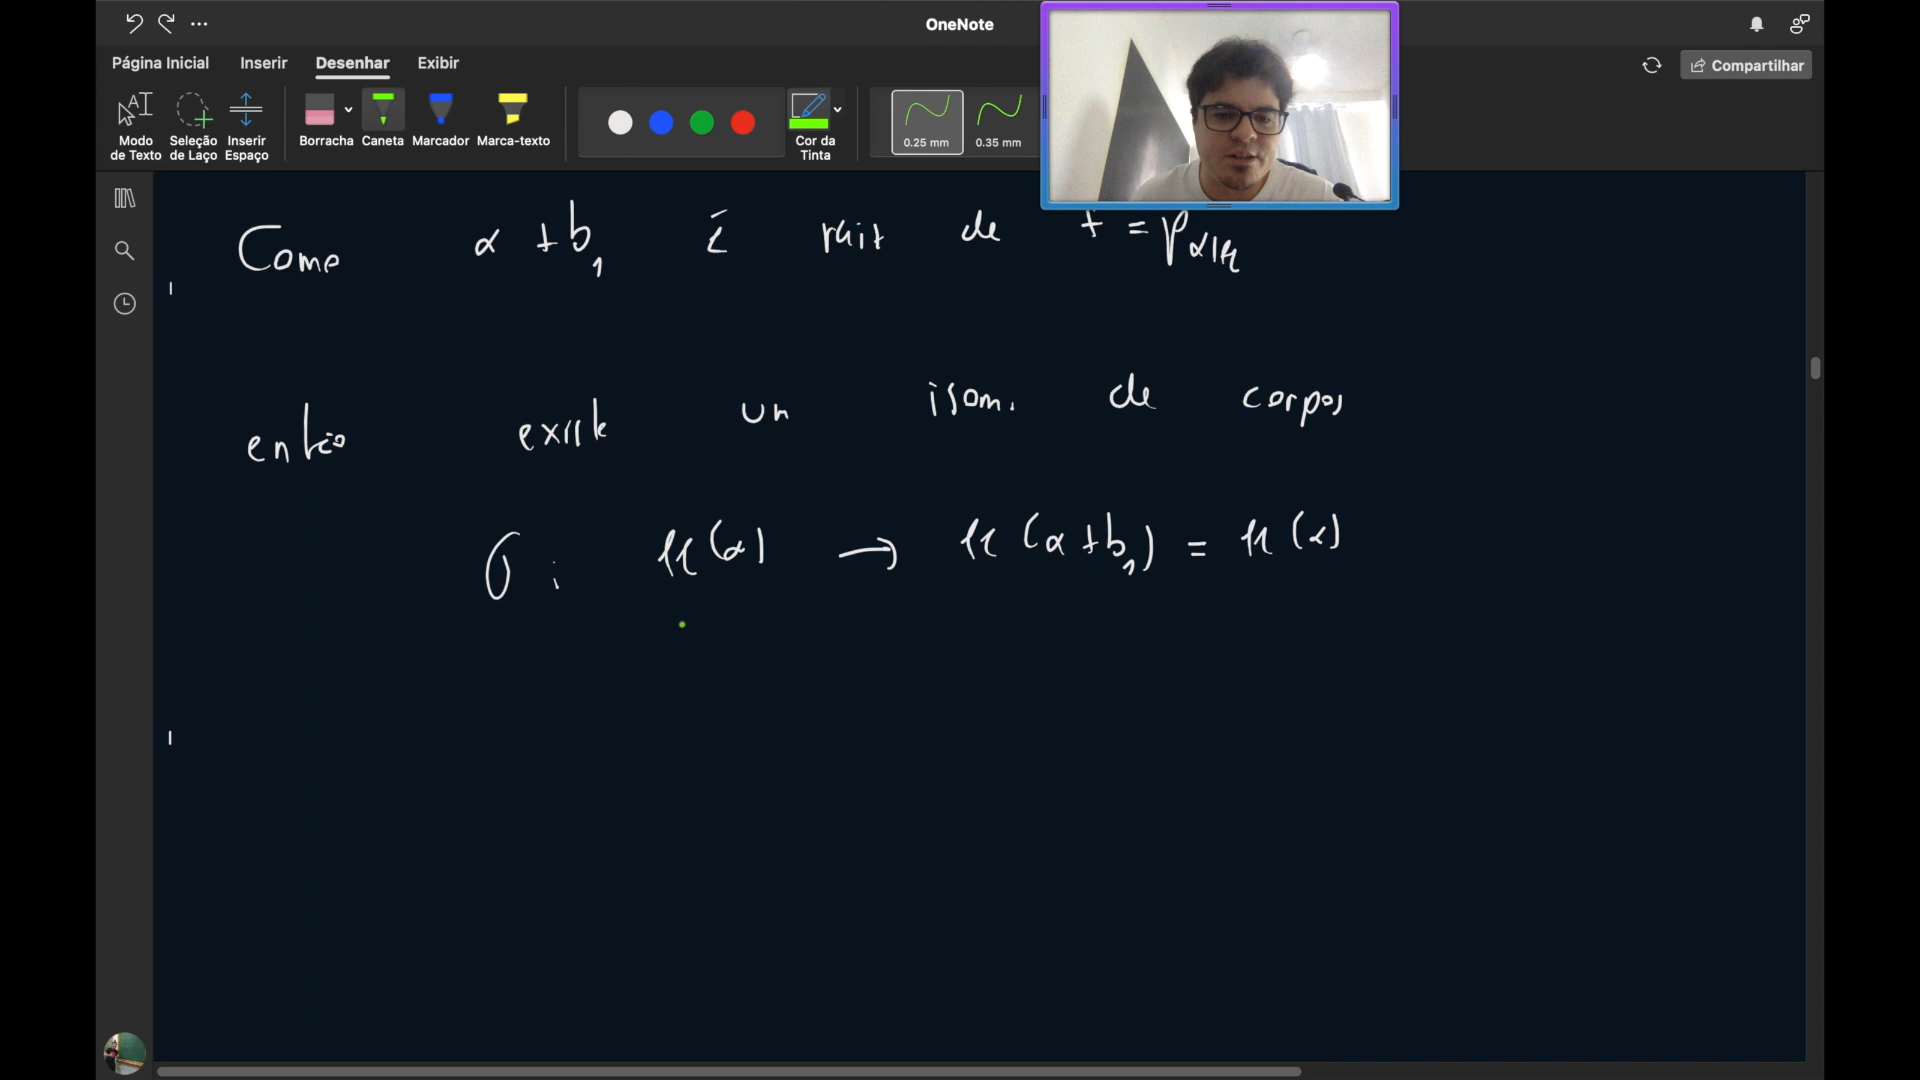 OneNote
Página Inicial Inserir Desenhar Exibir Compartilhar
Modo de Texto Seleção de Laço Inserir Espaço Borracha Caneta Marcador Marca-texto Cor da Tinta 0.25 mm 0.35 mm
Como α + b₁ é raiz de f = p_{α|K}
então existe un isom. de corpos
σ : K(α) → K(α + b₁) = K(α)